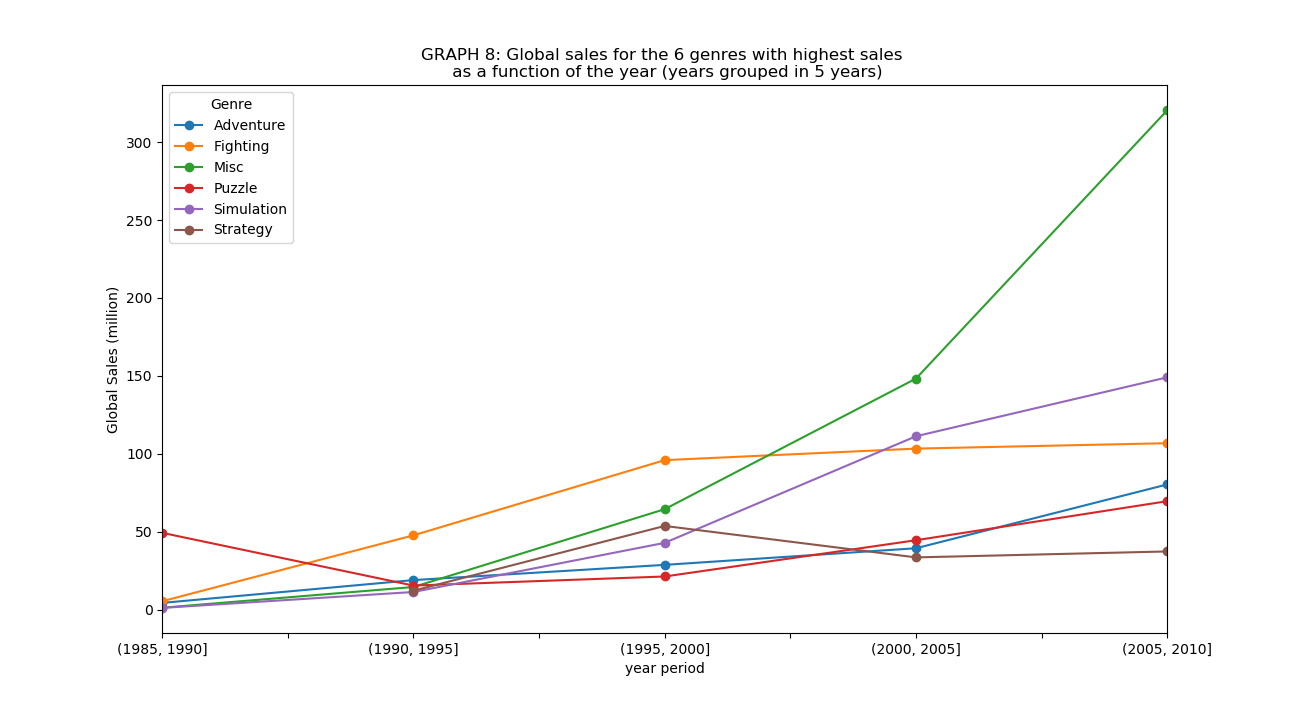 GRAPH 8: Global sales for the 6 genres with highest sales
as a function of the year (years grouped in 5 years)
Genre
Adventure
Fighting
Misc
Puzzle
Simulation
Strategy
Global Sales (million)
300
250
200
150
100
50
0
(1985, 1990]
(1990, 1995]
(1995, 2000]
(2000, 2005]
(2005, 2010]
year period